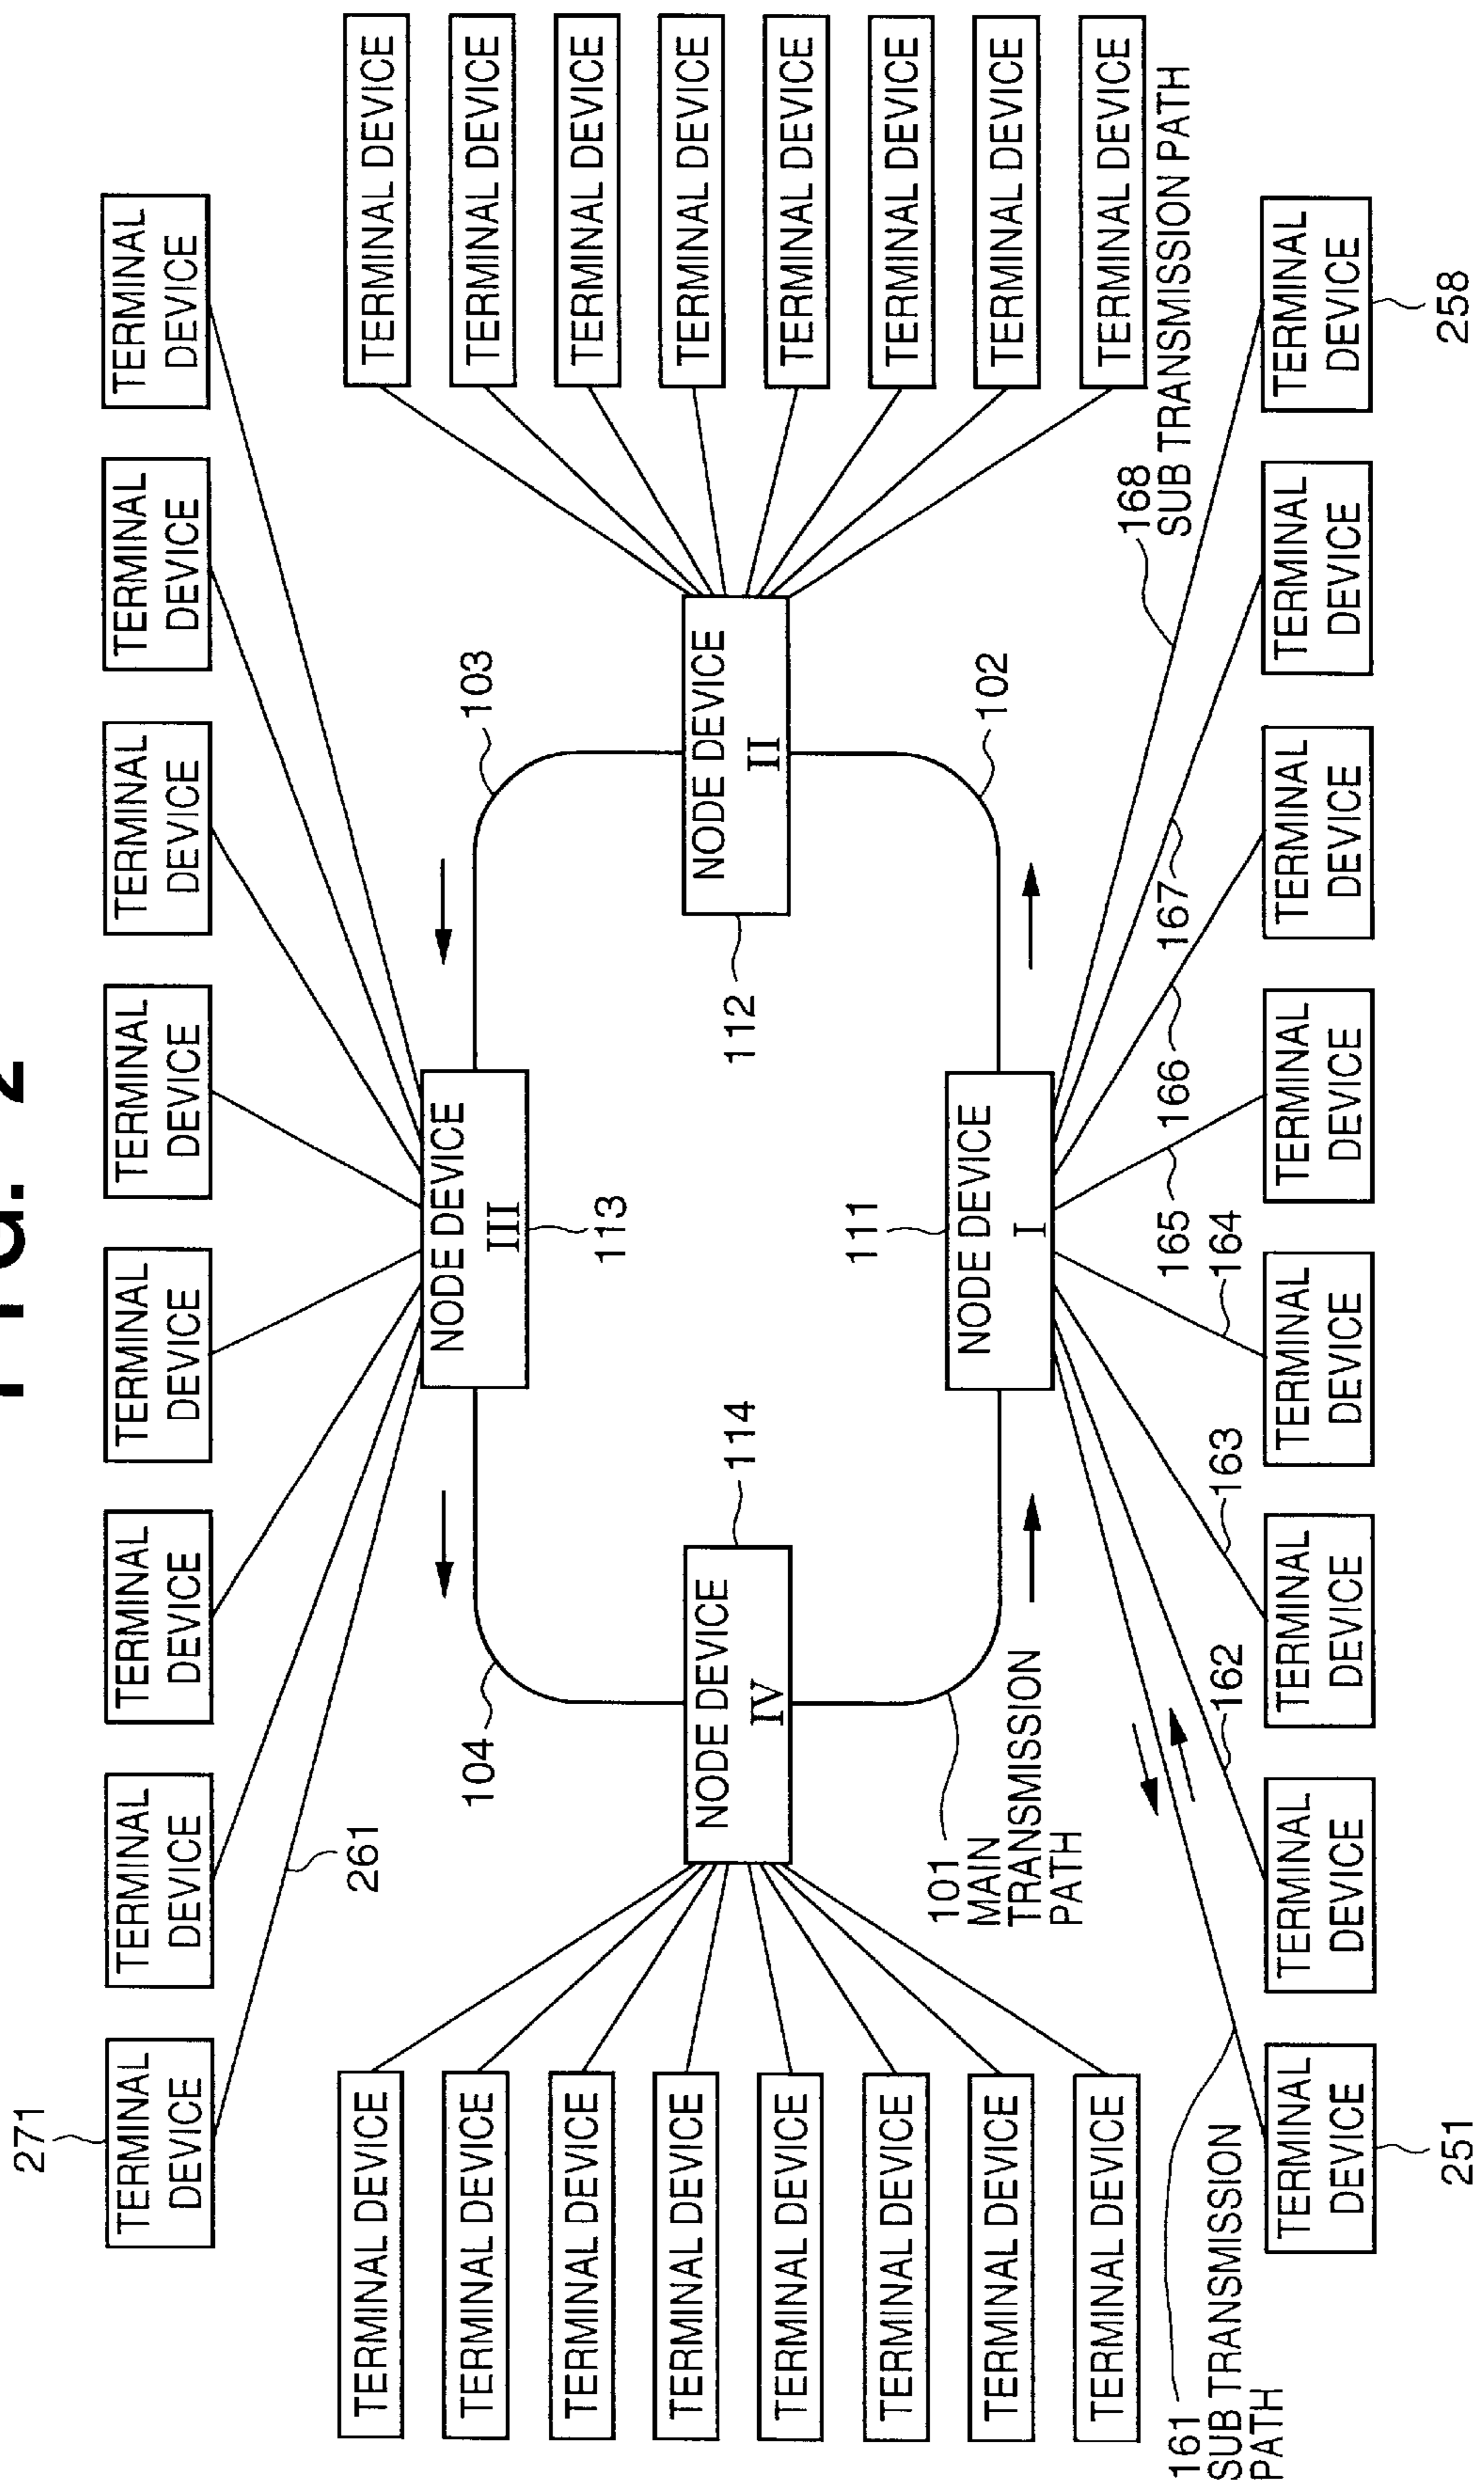 FIG. 2
271
TERMINAL
DEVICE
TERMINAL
DEVICE
TERMINAL
DEVICE
TERMINAL
DEVICE
TERMINAL
DEVICE
TERMINAL
DEVICE
TERMINAL
DEVICE
TERMINAL
DEVICE
261
TERMINAL DEVICE
TERMINAL DEVICE
TERMINAL DEVICE
TERMINAL DEVICE
TERMINAL DEVICE
TERMINAL DEVICE
TERMINAL DEVICE
TERMINAL DEVICE
104
NODE DEVICE
III
113
103
NODE DEVICE
IV
114
112
NODE DEVICE
II
TERMINAL DEVICE
TERMINAL DEVICE
TERMINAL DEVICE
TERMINAL DEVICE
TERMINAL DEVICE
TERMINAL DEVICE
TERMINAL DEVICE
TERMINAL DEVICE
101
MAIN
TRANSMISSION
PATH
111
NODE DEVICE
I
102
161
SUB TRANSMISSION
PATH
162
163
164
165
166
167
168
SUB TRANSMISSION PATH
TERMINAL
DEVICE
TERMINAL
DEVICE
TERMINAL
DEVICE
TERMINAL
DEVICE
TERMINAL
DEVICE
TERMINAL
DEVICE
TERMINAL
DEVICE
TERMINAL
DEVICE
251
258